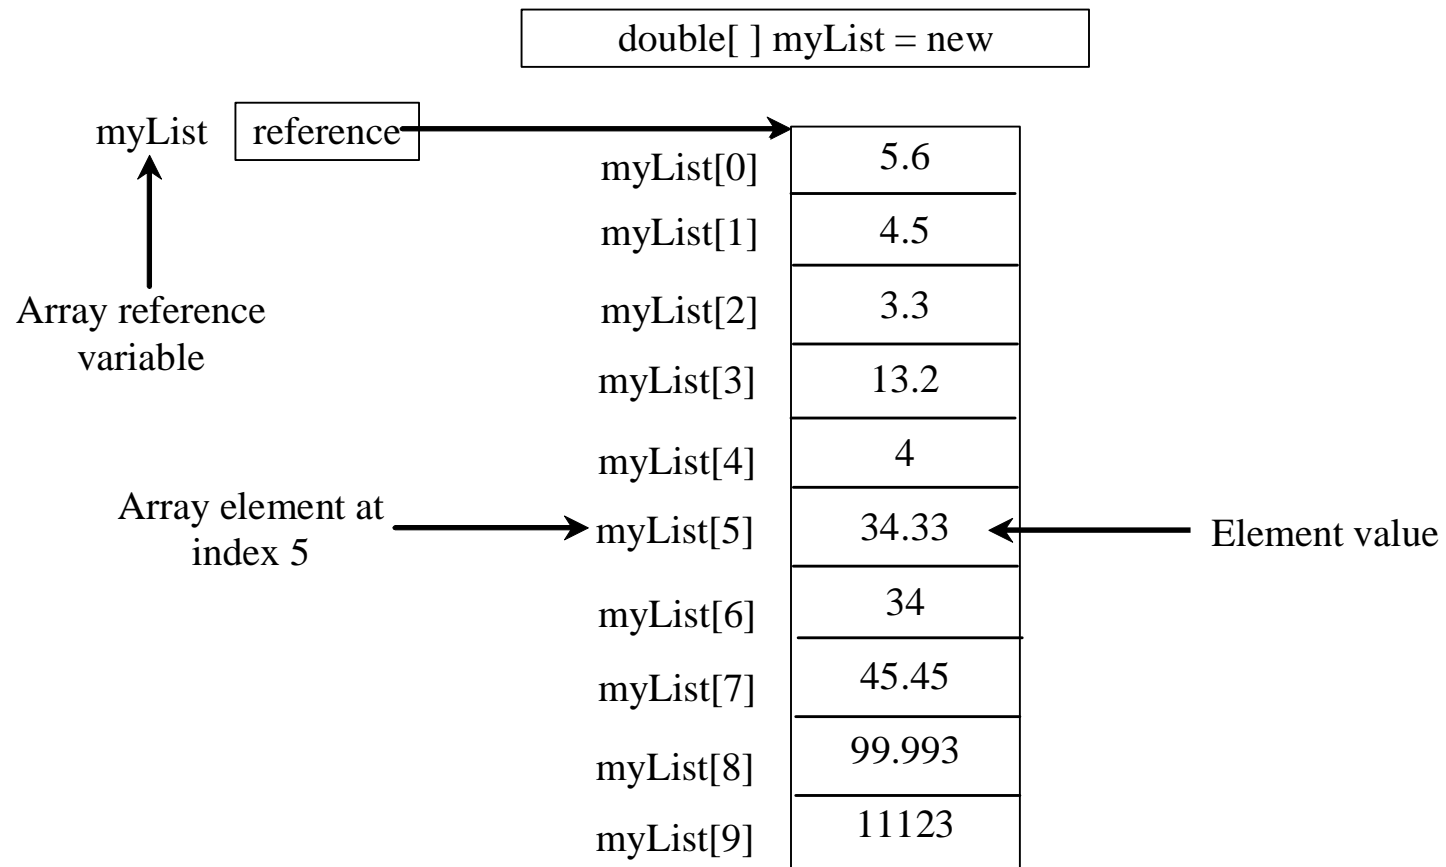 double[ ] myList = new
myList reference
myList[0] 5.6
myList[1] 4.5
Array reference
variable
myList[2] 3.3
myList[3] 13.2
myList[4] 4
Array element at
index 5
myList[5] 34.33 Element value
myList[6] 34
myList[7] 45.45
myList[8] 99.993
myList[9] 11123